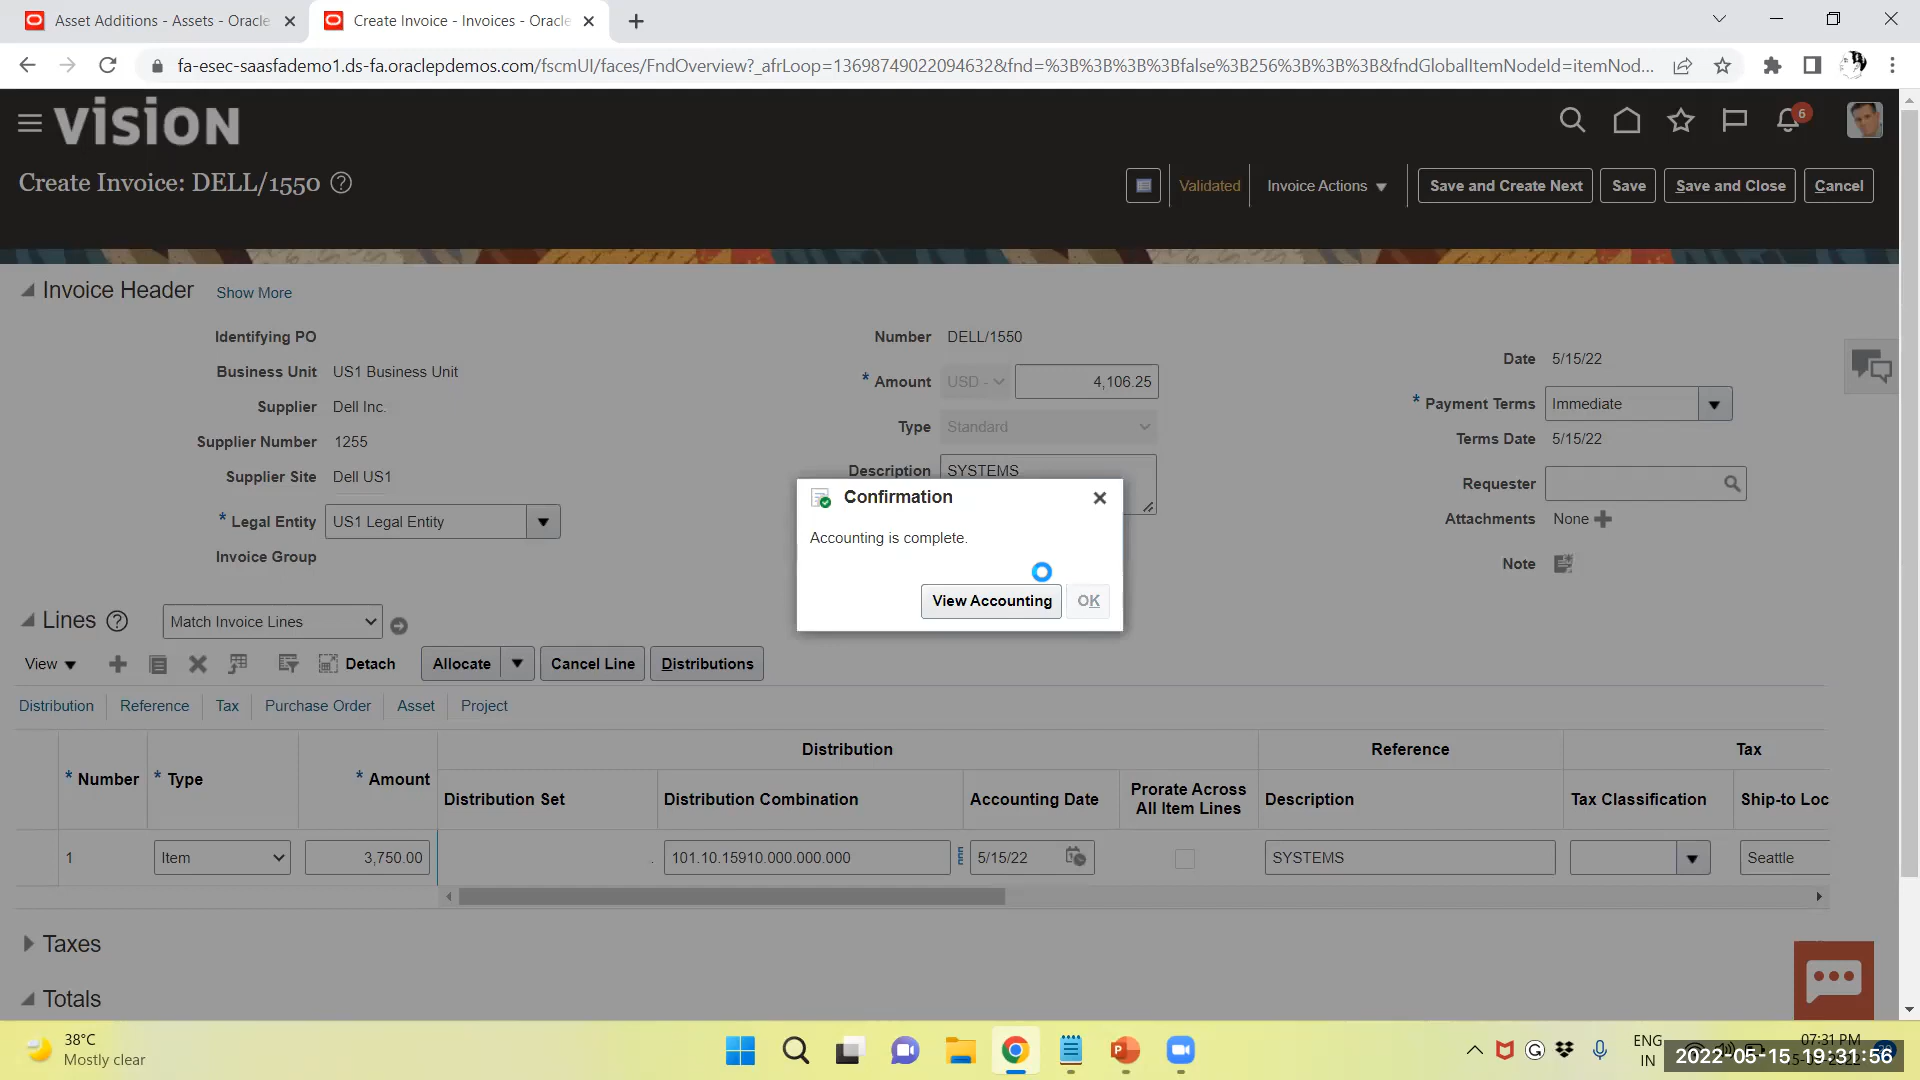 Asset Additions - Assets - Oracle
Create Invoice - Invoices - Oracle
fa-esec-saasfademo1.ds-fa.oraclepdemos.com/fscmUI/faces/FndOverview?_afrLoop=13698749022094632&fnd=%3B%3B%3B%3Bfalse%3B256%3B%3B%3B&fndGlobalItemNodeId=itemNod...
vision
6
Create Invoice: DELL/1550
Validated
Invoice Actions
Save and Create Next
Save
Save and Close
Cancel
Invoice Header
Show More
Identifying PO
Business Unit US1 Business Unit
Supplier Dell Inc.
Supplier Number 1255
Supplier Site Dell US1
* Legal Entity US1 Legal Entity
Invoice Group
Number DELL/1550
* Amount USD - 4,106.25
Type Standard
Description SYSTEMS
Date 5/15/22
* Payment Terms Immediate
Terms Date 5/15/22
Requester
Attachments None
Note
Confirmation
Accounting is complete.
View Accounting
OK
Lines
Match Invoice Lines
View
Detach
Allocate
Cancel Line
Distributions
Distribution
Reference
Tax
Purchase Order
Asset
Project
Distribution Reference Tax
* Number * Type * Amount Distribution Set Distribution Combination Accounting Date Prorate Across All Item Lines Description Tax Classification Ship-to Loc
1 Item 3,750.00 101.10.15910.000.000.000 5/15/22 SYSTEMS Seattle
Taxes
Totals
38°C
Mostly clear
ENG
IN
07:31 PM
2022-05-15 19:31:56